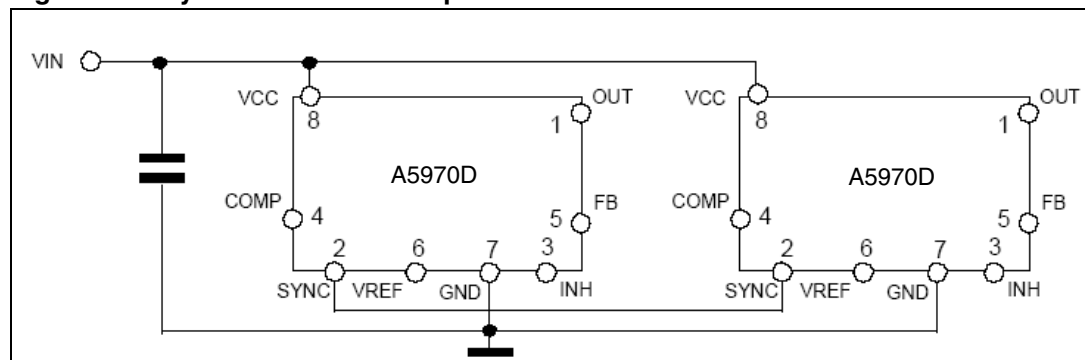 VIN
VCC
8
OUT
1
A5970D
COMP
4
FB
5
2
6
7
3
SYNC
VREF
GND
INH
VCC
8
OUT
1
A5970D
COMP
4
FB
5
2
6
7
3
SYNC
VREF
GND
INH